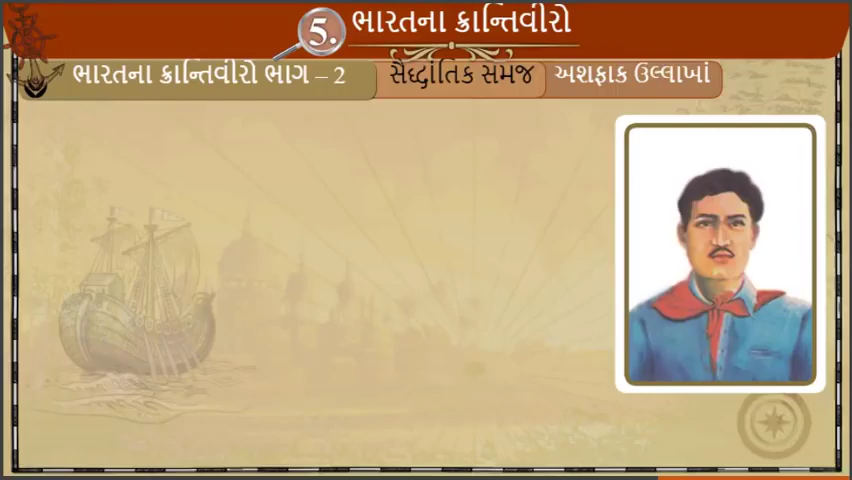 5. ભારતના ક્રાન્તિવીરો
ભારતના ક્રાન્તિવીરો ભાગ – 2 સૈદ્ધાંતિક સમજ અશફાક ઉલ્લાખાં